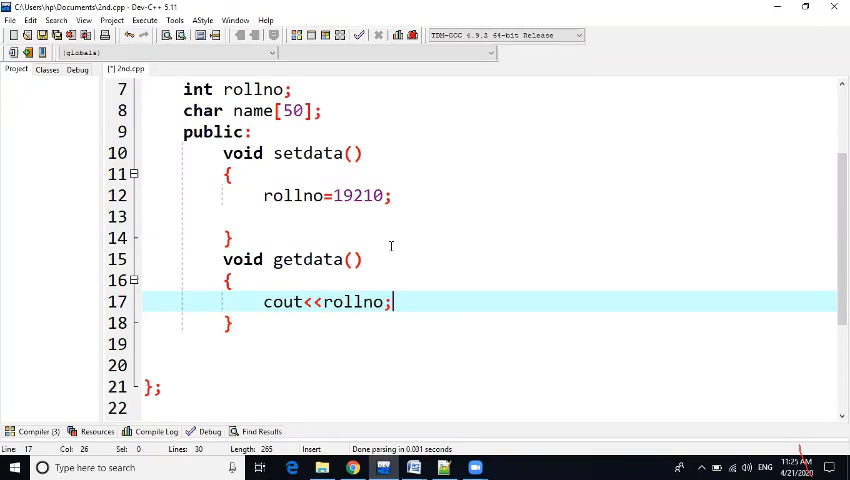 C:\Users\hp\Documents\2nd.cpp - Dev-C++ 5.11
File Edit Search View Project Execute Tools AStyle Window Help
TDM-GCC 4.9.2 64-bit Release
(globals)
Project Classes Debug
[*] 2nd.cpp
7 int rollno;
8 char name[50];
9 public:
10 void setdata()
11 {
12 rollno=19210;
13
14 }
15 void getdata()
16 {
17 cout<<rollno;
18 }
19
20
21 };
22
Compiler (3) Resources Compile Log Debug Find Results
Line: 17 Col: 26 Sel: 0 Lines: 30 Length: 265 Insert Done parsing in 0.031 seconds
Type here to search
ENG
11:25 AM
4/21/2020